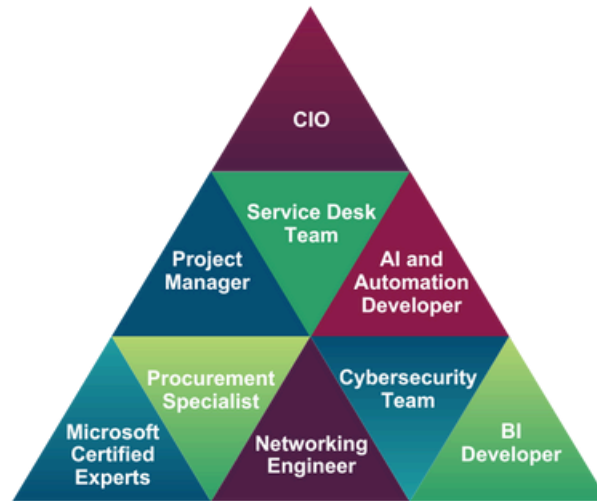 CIO
Service Desk
Team
Project
Manager
AI and
Automation
Developer
Procurement
Specialist
Cybersecurity
Team
Microsoft
Certified
Experts
Networking
Engineer
BI
Developer